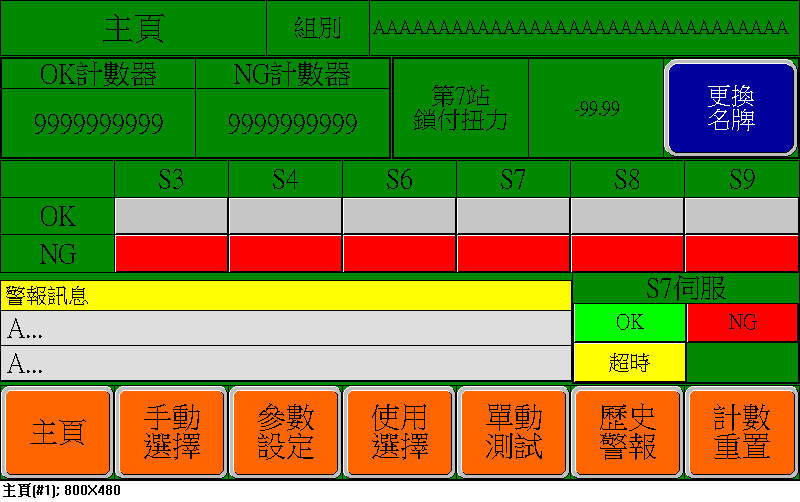 主頁 組別 AAAAAAAAAAAAAAAAAAAAAAAAAAAAAA
OK計數器 NG計數器
9999999999 9999999999
第7站
鎖付扭力
-99.99
更換
名牌
S3 S4 S6 S7 S8 S9
OK
NG
警報訊息
A...
A...
S7伺服
OK NG
超時
主頁
手動
選擇
參數
設定
使用
選擇
單動
測試
歷史
警報
計數
重置
主頁(#1); 800X480